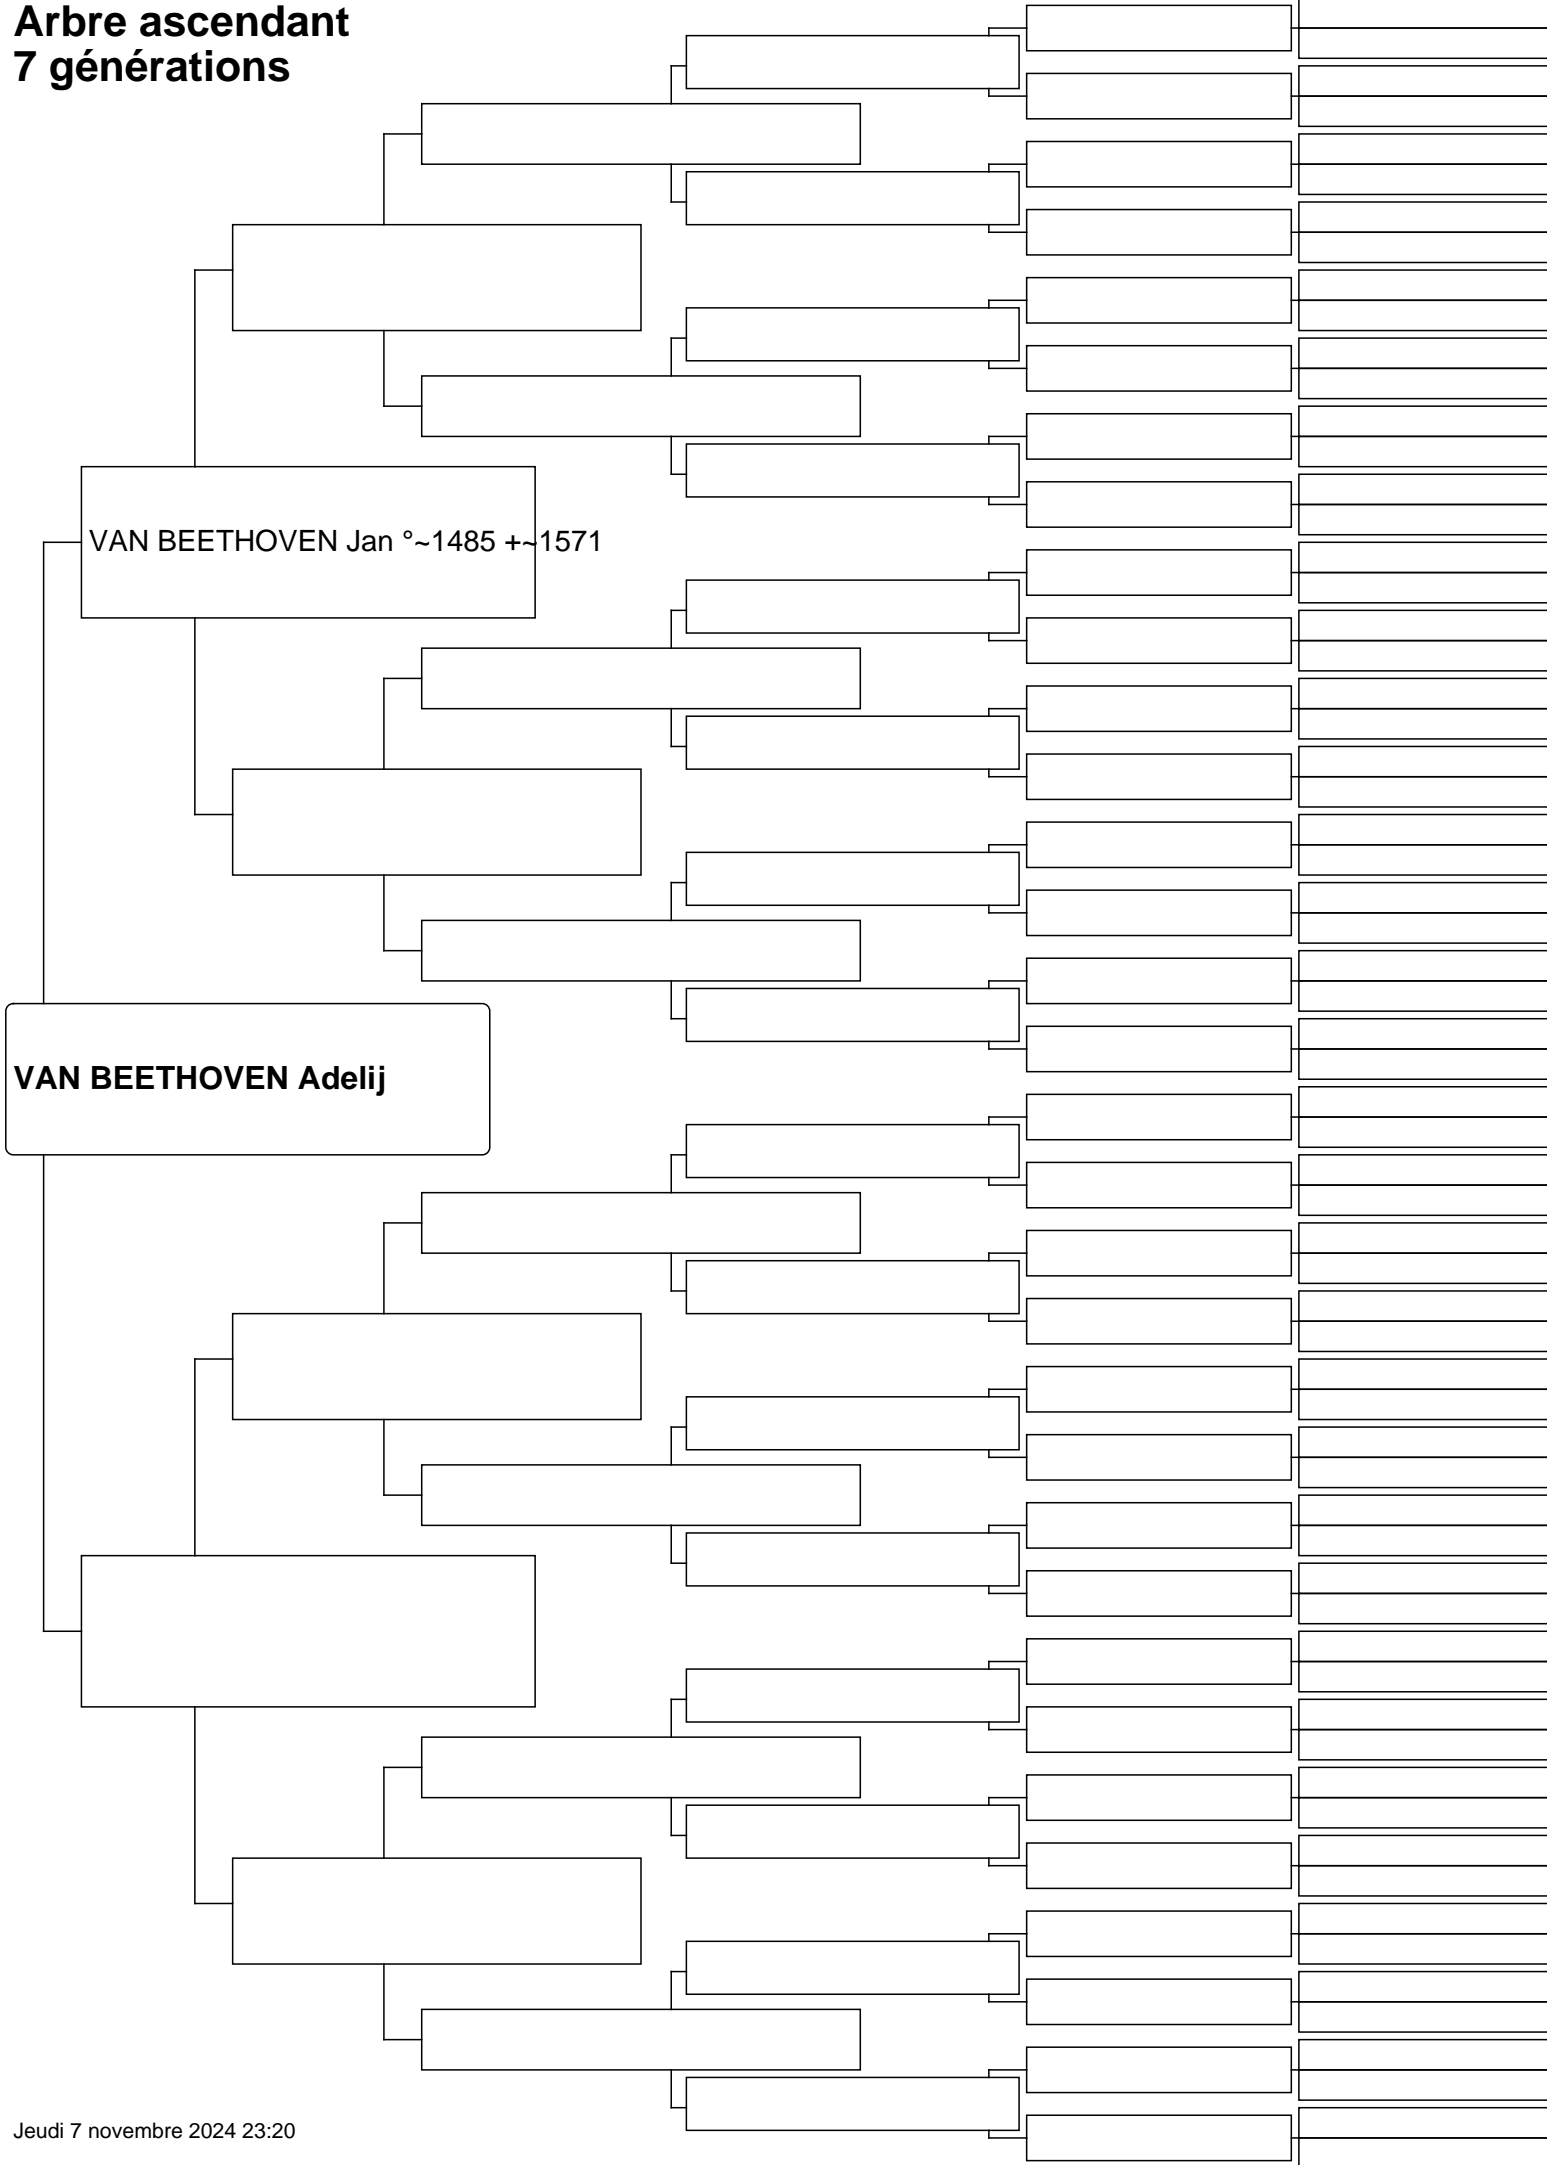 Arbre ascendant
7 générations
VAN BEETHOVEN Jan °~1485 +~1571
VAN BEETHOVEN Adelij
Jeudi 7 novembre 2024 23:20